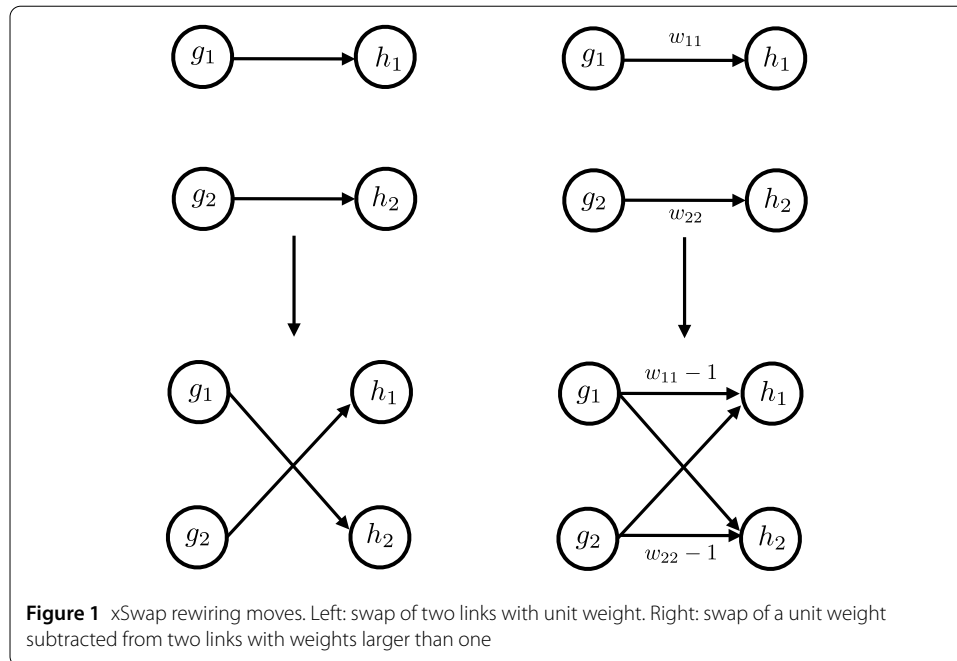 g₁ h₁ g₁ w₁₁ h₁
g₂ h₂ g₂ w₂₂ h₂
g₁ h₁ g₁ w₁₁ − 1 h₁
g₂ h₂ g₂ w₂₂ − 1 h₂
Figure 1 xSwap rewiring moves. Left: swap of two links with unit weight. Right: swap of a unit weight
subtracted from two links with weights larger than one